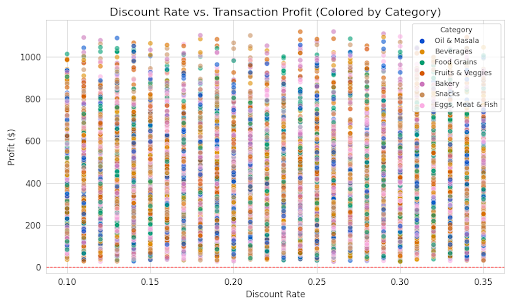 Discount Rate vs. Transaction Profit (Colored by Category)
Category
Oil & Masala
Beverages
Food Grains
Fruits & Veggies
Bakery
Snacks
Eggs, Meat & Fish
Profit ($)
1000
800
600
400
200
0
0.10
0.15
0.20
0.25
0.30
0.35
Discount Rate